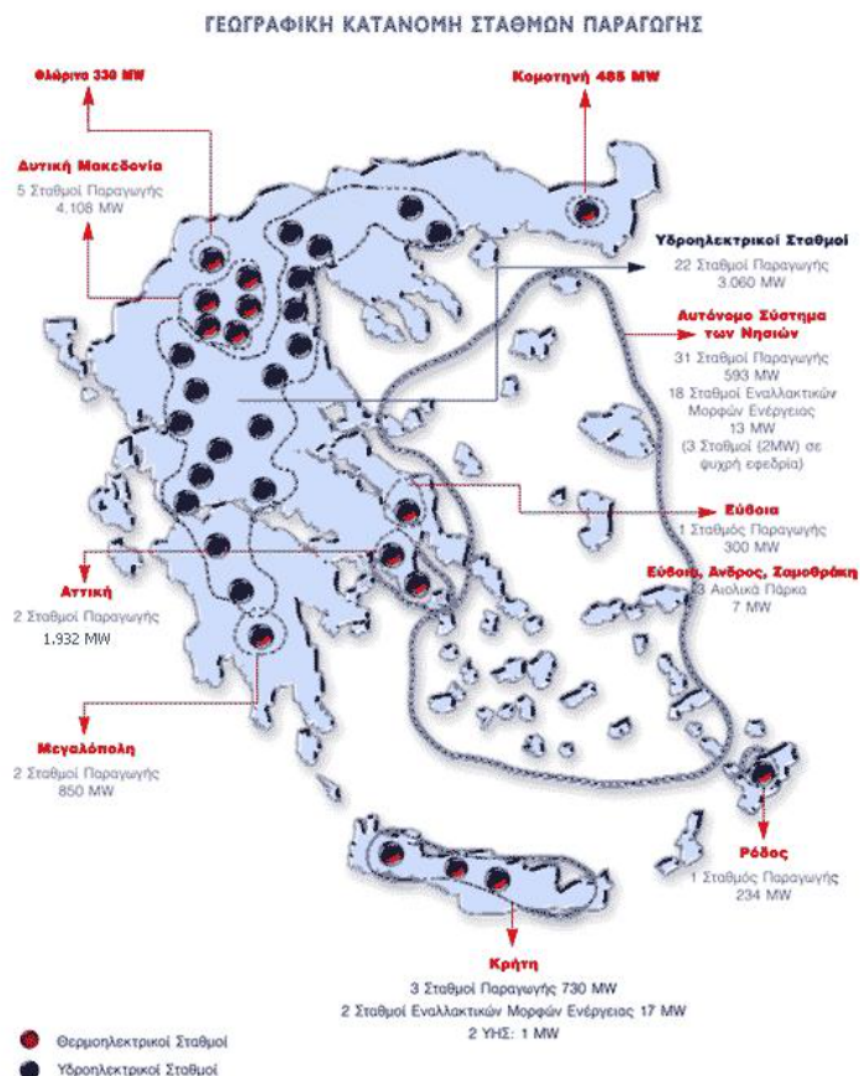 ΓΕΩΓΡΑΦΙΚΗ ΚΑΤΑΝΟΜΗ ΣΤΑΘΜΩΝ ΠΑΡΑΓΩΓΗΣ
Φλώρινα 330 MW
Κομοτηνή 485 MW
Δυτική Μακεδονία
5 Σταθμοί Παραγωγής
4.108 MW
Υδροηλεκτρικοί Σταθμοί
22 Σταθμοί Παραγωγής
3.060 MW
Αυτόνομο Σύστημα
των Νησιών
31 Σταθμοί Παραγωγής
593 MW
18 Σταθμοί Εναλλακτικών
Μορφών Ενέργειας
13 MW
(3 Σταθμοί (2MW) σε
ψυχρή εφεδρία)
Εύβοια
1 Σταθμός Παραγωγής
300 MW
Εύβοια, Άνδρος, Σαμοθράκη
3 Αιολικά Πάρκα
7 MW
Αττική
2 Σταθμοί Παραγωγής
1.932 MW
Μεγαλόπολη
2 Σταθμοί Παραγωγής
850 MW
Ρόδος
1 Σταθμός Παραγωγής
234 MW
Κρήτη
3 Σταθμοί Παραγωγής 730 MW
2 Σταθμοί Εναλλακτικών Μορφών Ενέργειας 17 MW
2 ΥΗΣ: 1 MW
Θερμοηλεκτρικοί Σταθμοί
Υδροηλεκτρικοί Σταθμοί